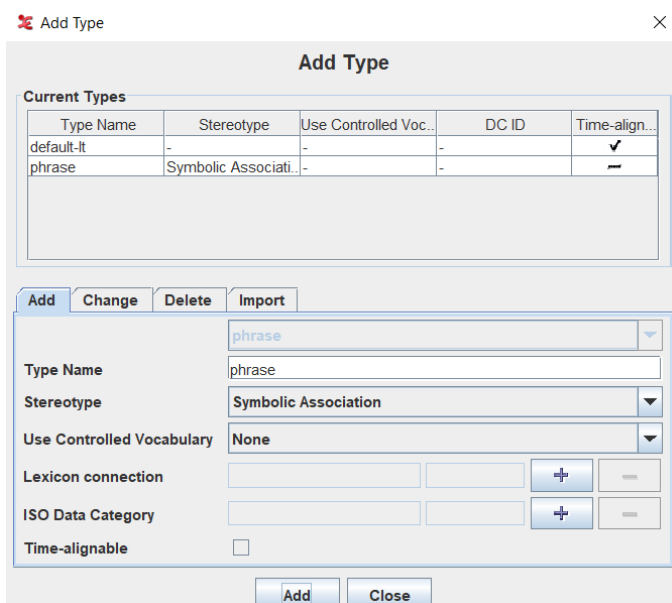 Add Type
Add Type
Current Types
Type Name Stereotype Use Controlled Voc.. DC ID Time-align...
default-lt - - -
phrase Symbolic Associati.. - -
Add Change Delete Import
phrase
Type Name phrase
Stereotype Symbolic Association
Use Controlled Vocabulary None
Lexicon connection
ISO Data Category
Time-alignable
Add Close